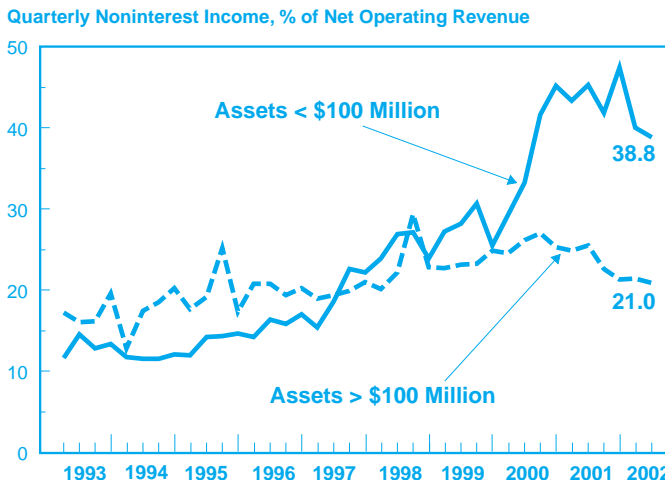 Quarterly Noninterest Income, % of Net Operating Revenue
50
40
30
20
10
0
Assets < $100 Million
38.8
21.0
Assets > $100 Million
1993 1994 1995 1996 1997 1998 1999 2000 2001 2002